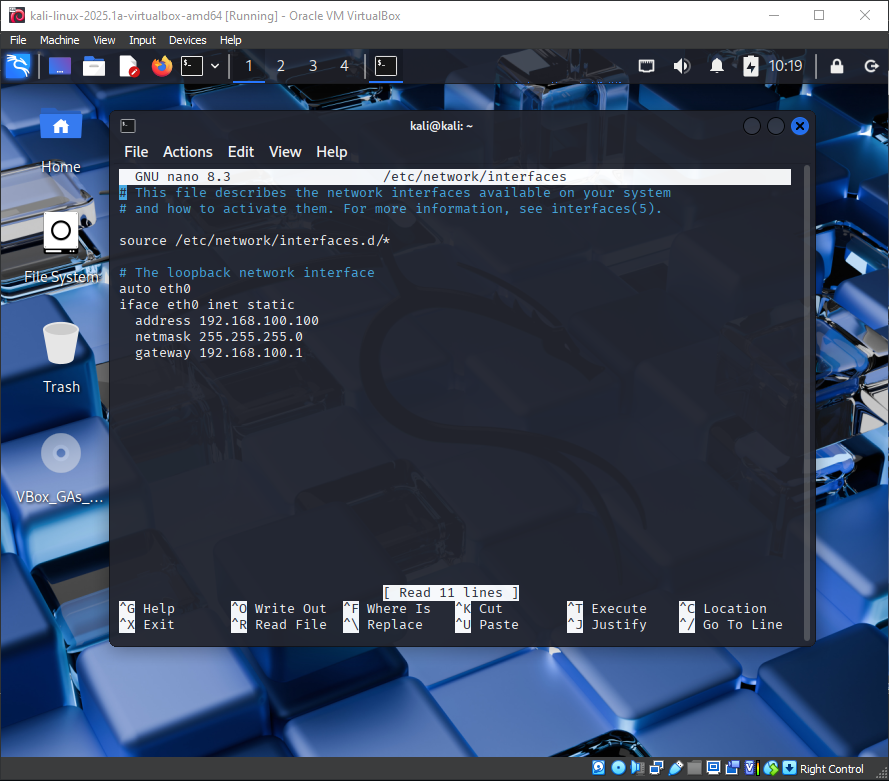 kali-linux-2025.1a-virtualbox-amd64 [Running] - Oracle VM VirtualBox
File Machine View Input Devices Help
1 2 3 4 10:19
kali@kali: ~
File Actions Edit View Help
GNU nano 8.3 /etc/network/interfaces
# This file describes the network interfaces available on your system
# and how to activate them. For more information, see interfaces(5).
source /etc/network/interfaces.d/*
# The loopback network interface
auto eth0
iface eth0 inet static
address 192.168.100.100
netmask 255.255.255.0
gateway 192.168.100.1
[ Read 11 lines ]
^G Help ^O Write Out ^F Where Is ^K Cut ^T Execute ^C Location
^X Exit ^R Read File ^\ Replace ^U Paste ^J Justify ^/ Go To Line
Home
File System
Trash
VBox_GAs_...
Right Control